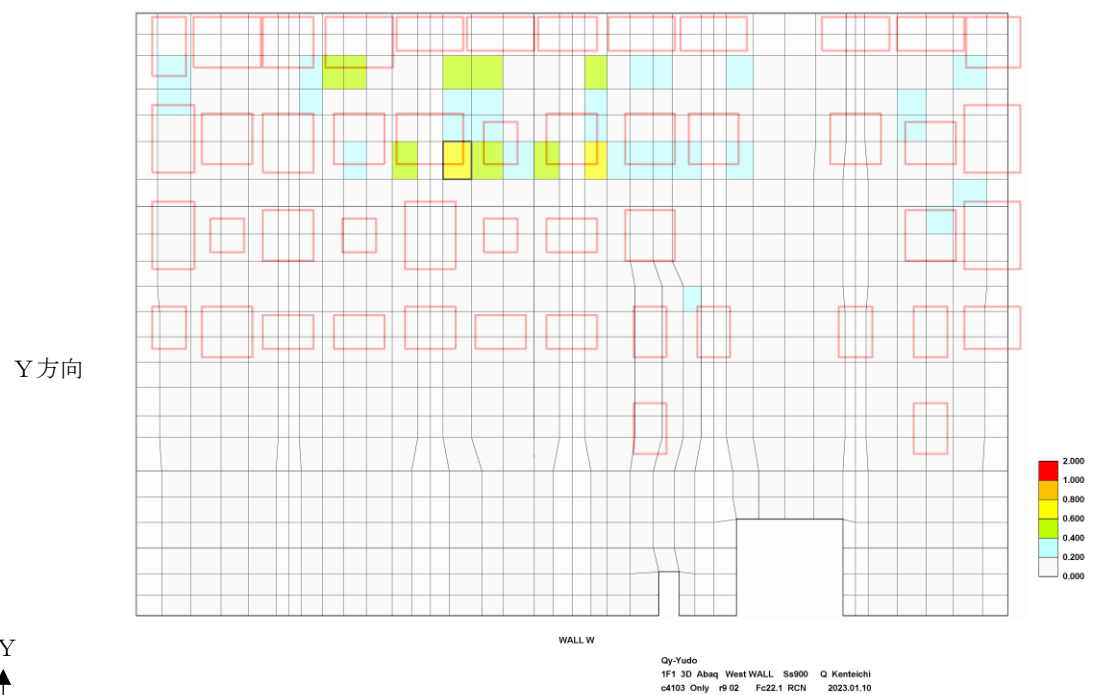 Ｙ方向
2.000
1.000
0.800
0.600
0.400
0.200
0.000
WALL W
Y
Qy-Yudo
1F1 3D Abaq West WALL Ss900 Q Kenteichi
c4103 Only r9 02 Fc22.1 RCN 2023.01.10